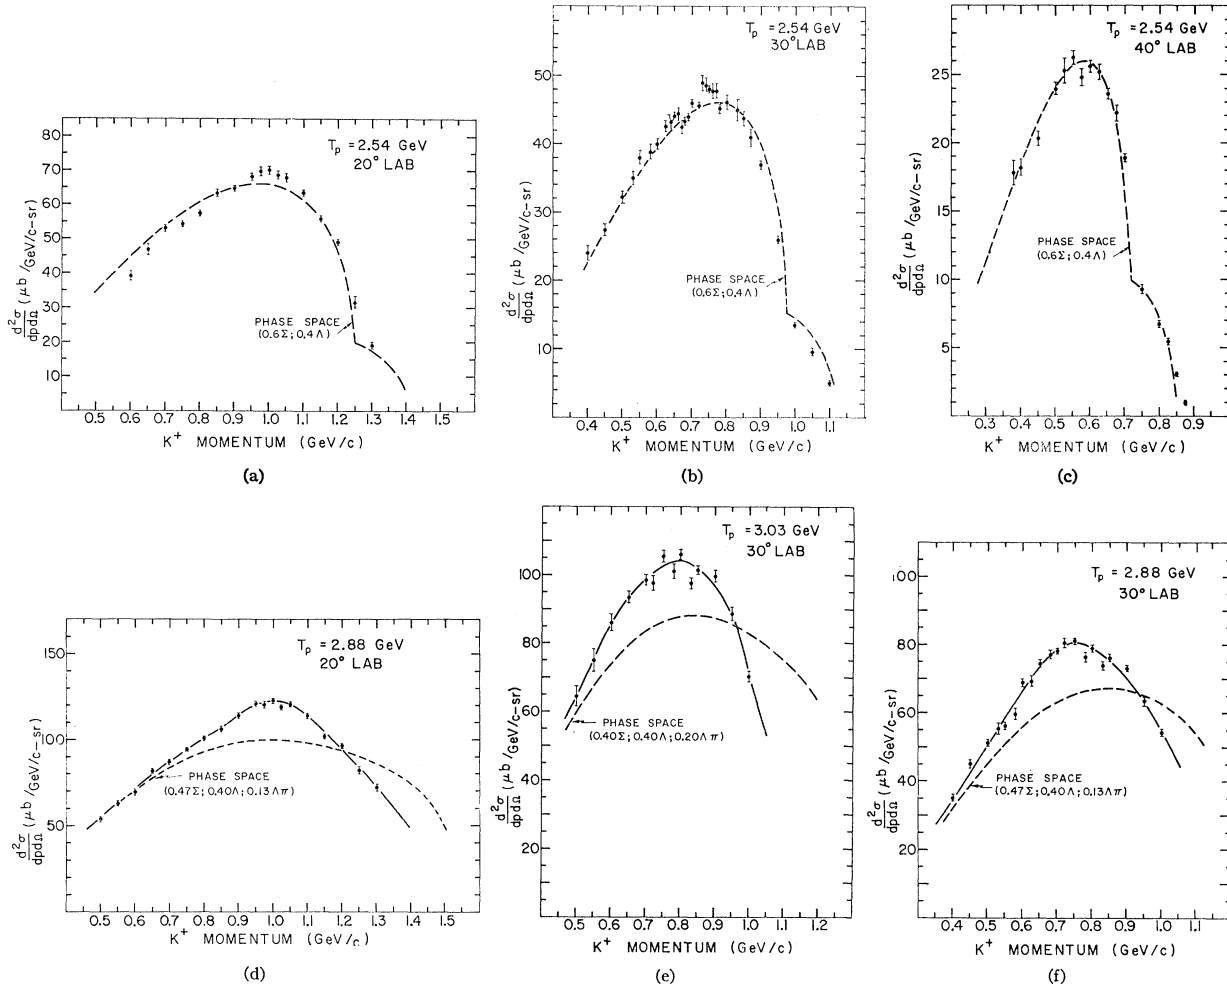 T_p = 2.54 GeV
20° LAB
80
70
60
50
40
30
20
10
d²σ/dpdΩ (μb/GeV/c-sr)
PHASE SPACE
(0.6Σ; 0.4Λ)
0.5 0.6 0.7 0.8 0.9 1.0 1.1 1.2 1.3 1.4 1.5
K⁺ MOMENTUM (GeV/c)
(a)
T_p = 2.54 GeV
30° LAB
60
50
40
30
20
10
d²σ/dpdΩ (μb/GeV/c-sr)
PHASE SPACE
(0.6Σ; 0.4Λ)
0.4 0.5 0.6 0.7 0.8 0.9 1.0 1.1
K⁺ MOMENTUM (GeV/c)
(b)
T_p = 2.54 GeV
40° LAB
25
20
15
10
5
d²σ/dpdΩ (μb/GeV/c-sr)
PHASE SPACE
(0.6Σ; 0.4Λ)
0.3 0.4 0.5 0.6 0.7 0.8 0.9
K⁺ MOMENTUM (GeV/c)
(c)
T_p = 2.88 GeV
20° LAB
150
100
50
d²σ/dpdΩ (μb/GeV/c-sr)
PHASE SPACE
(0.47Σ; 0.40Λ; 0.13Λπ)
0.5 0.6 0.7 0.8 0.9 1.0 1.1 1.2 1.3 1.4 1.5
K⁺ MOMENTUM (GeV/c)
(d)
T_p = 3.03 GeV
30° LAB
100
80
60
40
20
d²σ/dpdΩ (μb/GeV/c-sr)
PHASE SPACE
(0.40Σ; 0.40Λ; 0.20Λπ)
0.5 0.6 0.7 0.8 0.9 1.0 1.1 1.2
K⁺ MOMENTUM (GeV/c)
(e)
T_p = 2.88 GeV
30° LAB
100
80
60
40
20
d²σ/dpdΩ (μb/GeV/c-sr)
PHASE SPACE
(0.47Σ; 0.40Λ; 0.13Λπ)
0.4 0.5 0.6 0.7 0.8 0.9 1.0 1.1
K⁺ MOMENTUM (GeV/c)
(f)